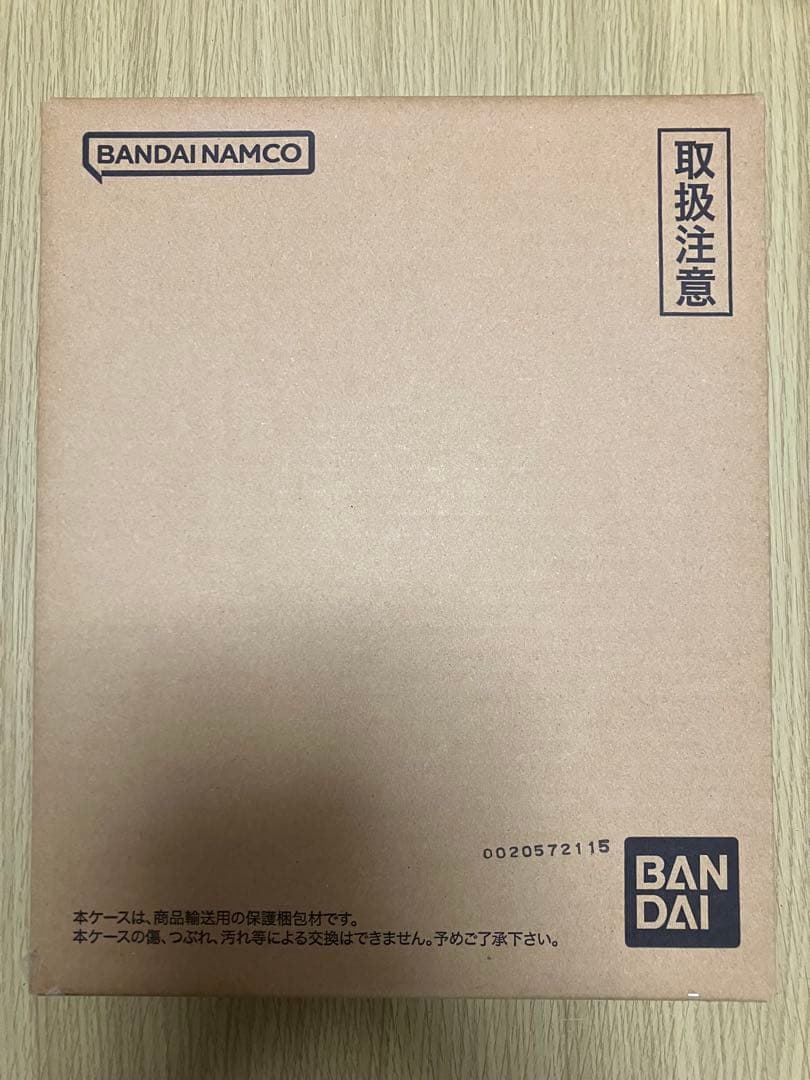 BANDAI NAMCO
取扱注意
0020572115
BANDAI
本ケースは、商品輸送用の保護梱包材です。
本ケースの傷、つぶれ、汚れ等による交換はできません。予めご了承下さい。